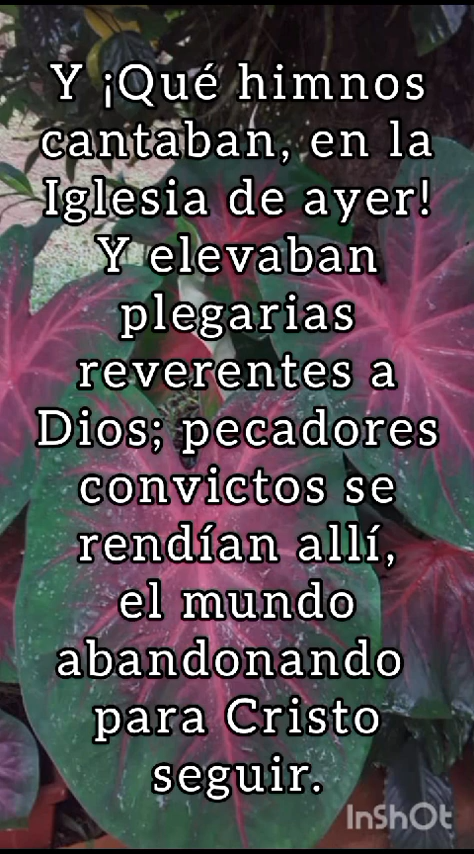 Y ¡Qué himnos
cantaban, en la
Iglesia de ayer!
Y elevaban
plegarias
reverentes a
Dios; pecadores
convictos se
rendían allí,
el mundo
abandonando
para Cristo
seguir.
InShOt